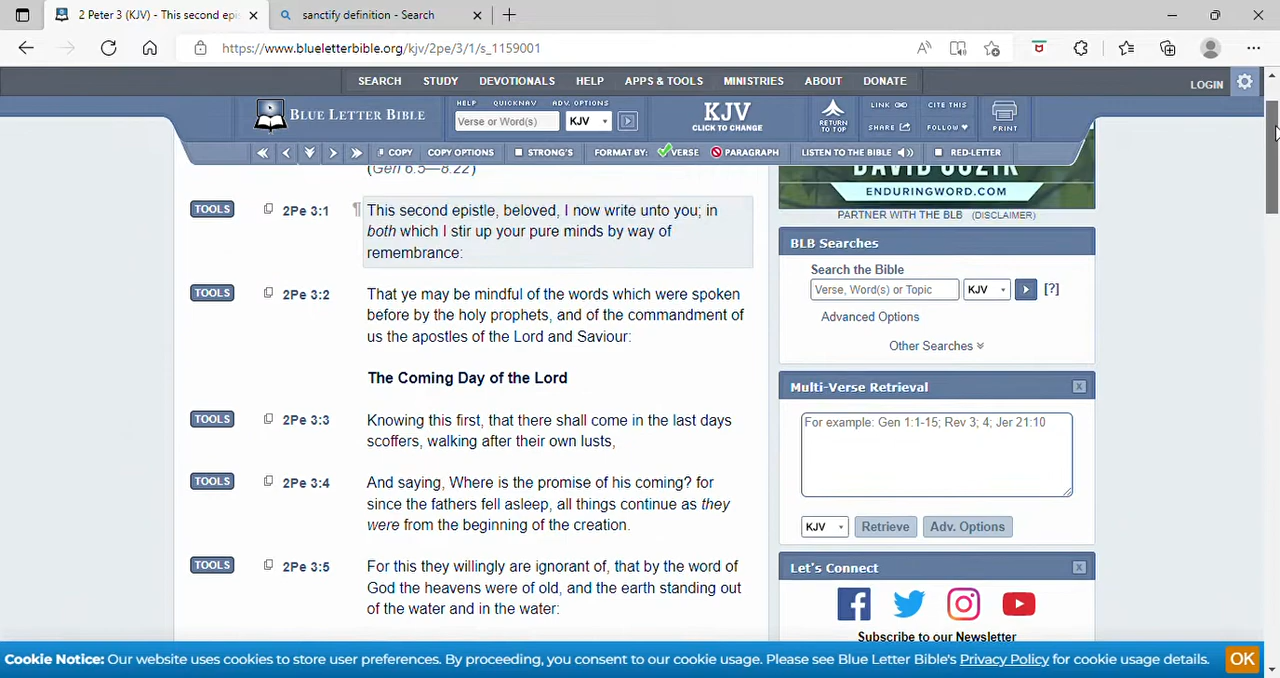 2 Peter 3 (KJV) - This second epi
sanctify definition - Search
https://www.blueletterbible.org/kjv/2pe/3/1/s_1159001
SEARCH STUDY DEVOTIONALS HELP APPS & TOOLS MINISTRIES ABOUT DONATE
LOGIN
BLUE LETTER BIBLE
HELP QUICKNAV ADV. OPTIONS
Verse or Word(s) KJV
KJV
CLICK TO CHANGE
RETURN
TO TOP
LINK CITE THIS
SHARE FOLLOW
PRINT
COPY COPY OPTIONS STRONG'S FORMAT BY: VERSE PARAGRAPH LISTEN TO THE BIBLE RED-LETTER
(Gen 6:5—8:22)
TOOLS 2Pe 3:1 ¶ This second epistle, beloved, I now write unto you; in
both which I stir up your pure minds by way of
remembrance:
TOOLS 2Pe 3:2 That ye may be mindful of the words which were spoken
before by the holy prophets, and of the commandment of
us the apostles of the Lord and Saviour:
The Coming Day of the Lord
TOOLS 2Pe 3:3 Knowing this first, that there shall come in the last days
scoffers, walking after their own lusts,
TOOLS 2Pe 3:4 And saying, Where is the promise of his coming? for
since the fathers fell asleep, all things continue as they
were from the beginning of the creation.
TOOLS 2Pe 3:5 For this they willingly are ignorant of, that by the word of
God the heavens were of old, and the earth standing out
of the water and in the water:
DAVID GUZIK
ENDURINGWORD.COM
PARTNER WITH THE BLB (DISCLAIMER)
BLB Searches
Search the Bible
Verse, Word(s) or Topic KJV [?]
Advanced Options
Other Searches
Multi-Verse Retrieval X
For example: Gen 1:1-15; Rev 3; 4; Jer 21:10
KJV Retrieve Adv. Options
Let's Connect X
Subscribe to our Newsletter
Cookie Notice: Our website uses cookies to store user preferences. By proceeding, you consent to our cookie usage. Please see Blue Letter Bible's Privacy Policy for cookie usage details. OK